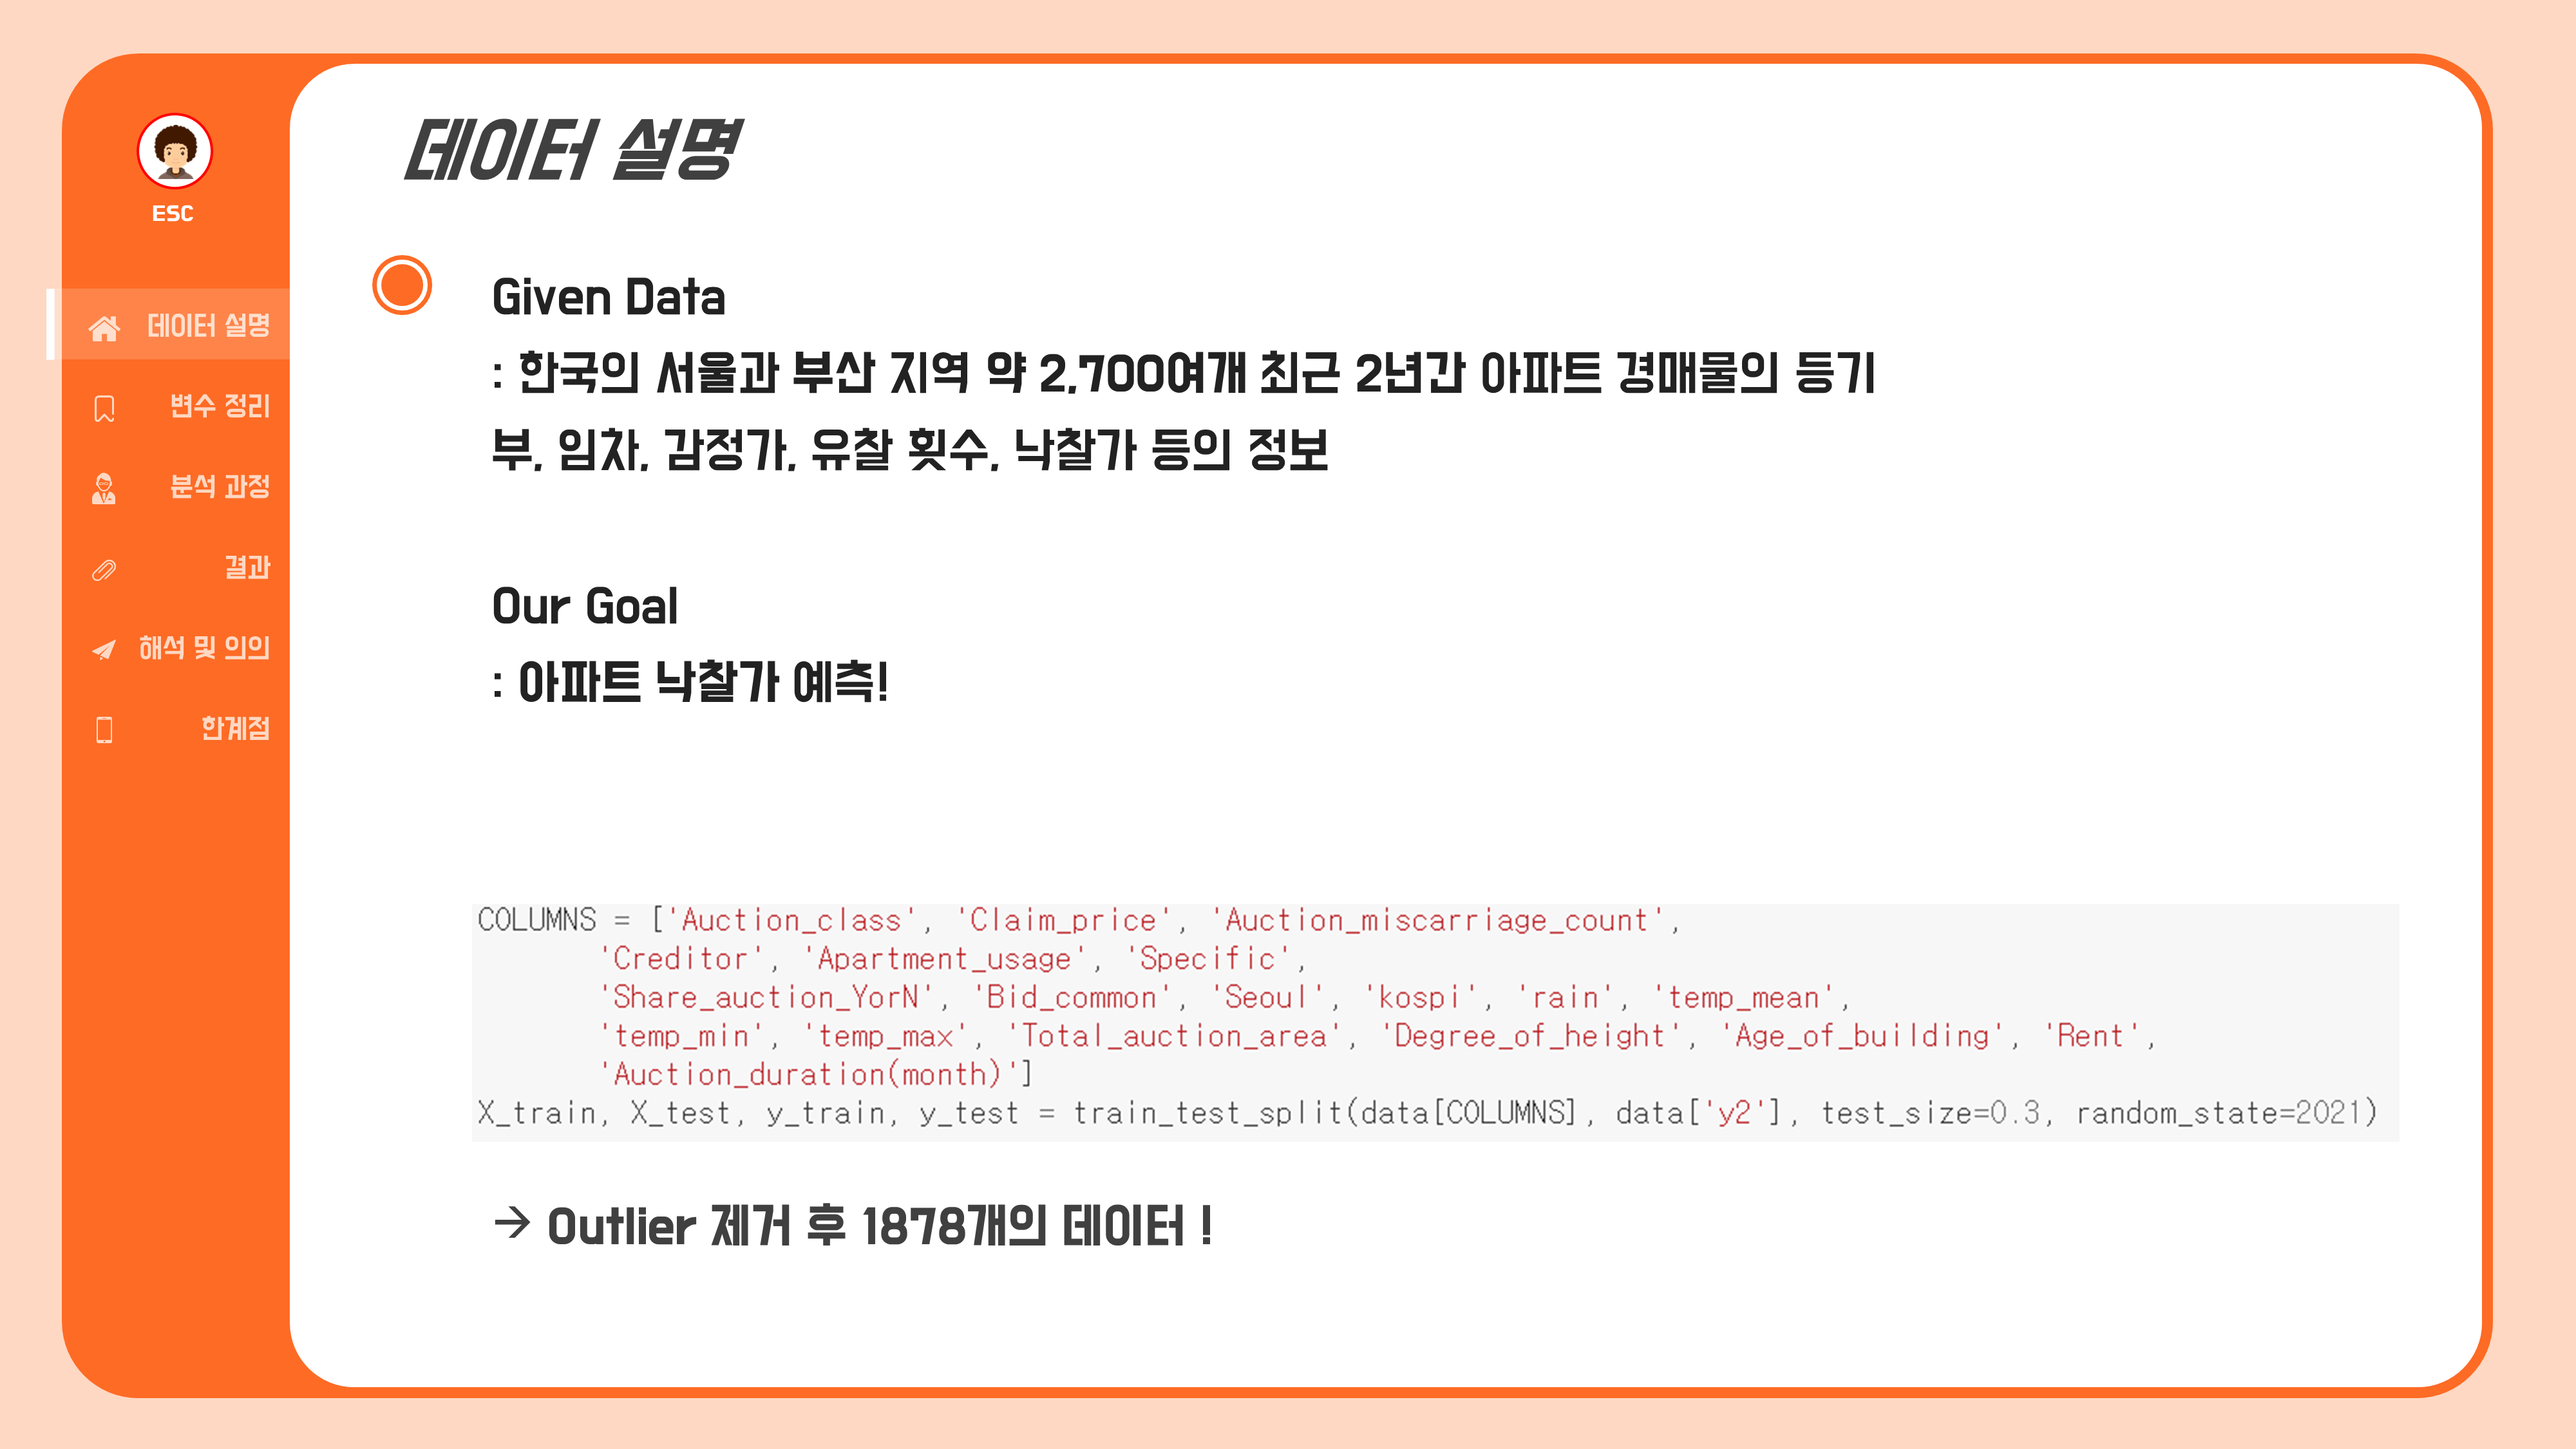 ESC
데이터 설명
변수 정리
분석 과정
결과
해석 및 의의
한계점
데이터 설명
Given Data
: 한국의 서울과 부산 지역 약 2,700여개 최근 2년간 아파트 경매물의 등기
부, 임차, 감정가, 유찰 횟수, 낙찰가 등의 정보
Our Goal
: 아파트 낙찰가 예측!
COLUMNS = ['Auction_class', 'Claim_price', 'Auction_miscarriage_count',
'Creditor', 'Apartment_usage', 'Specific',
'Share_auction_YorN', 'Bid_common', 'Seoul', 'kospi', 'rain', 'temp_mean',
'temp_min', 'temp_max', 'Total_auction_area', 'Degree_of_height', 'Age_of_building', 'Rent',
'Auction_duration(month)']
X_train, X_test, y_train, y_test = train_test_split(data[COLUMNS], data['y2'], test_size=0.3, random_state=2021)
→ Outlier 제거 후 1878개의 데이터 !